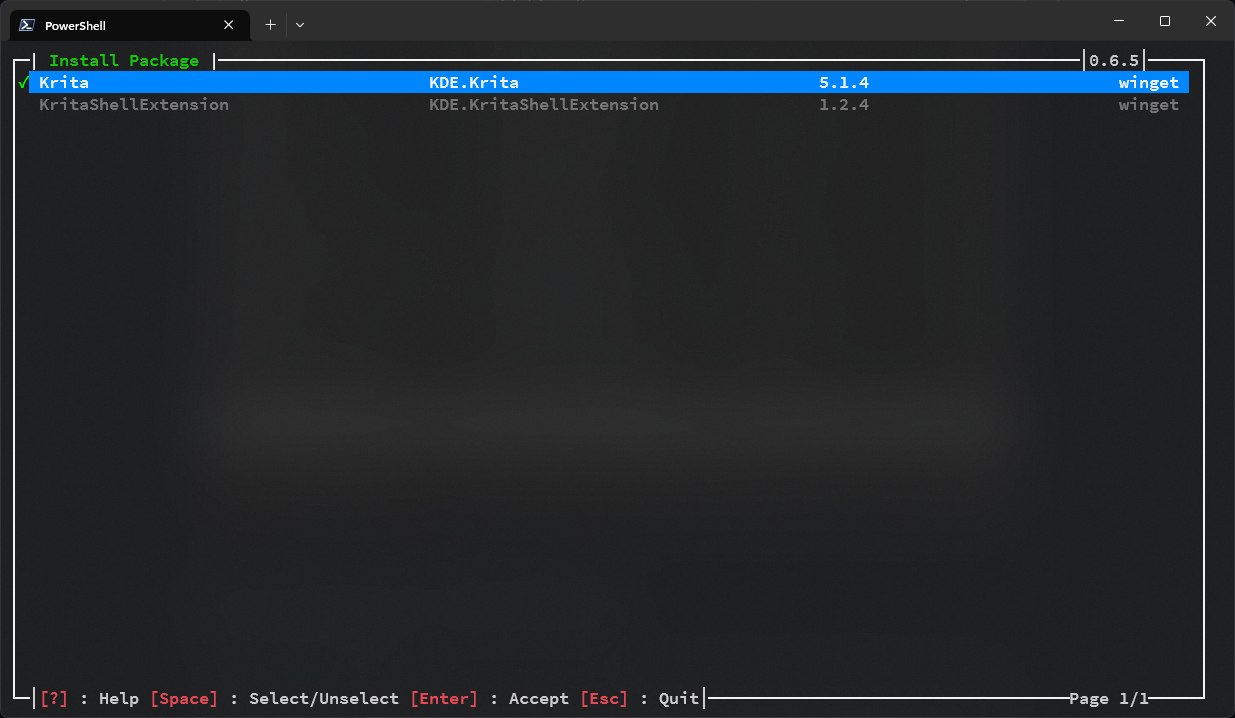 PowerShell
Install Package 0.6.5
✓ Krita KDE.Krita 5.1.4 winget
KritaShellExtension KDE.KritaShellExtension 1.2.4 winget
[?] : Help [Space] : Select/Unselect [Enter] : Accept [Esc] : Quit Page 1/1